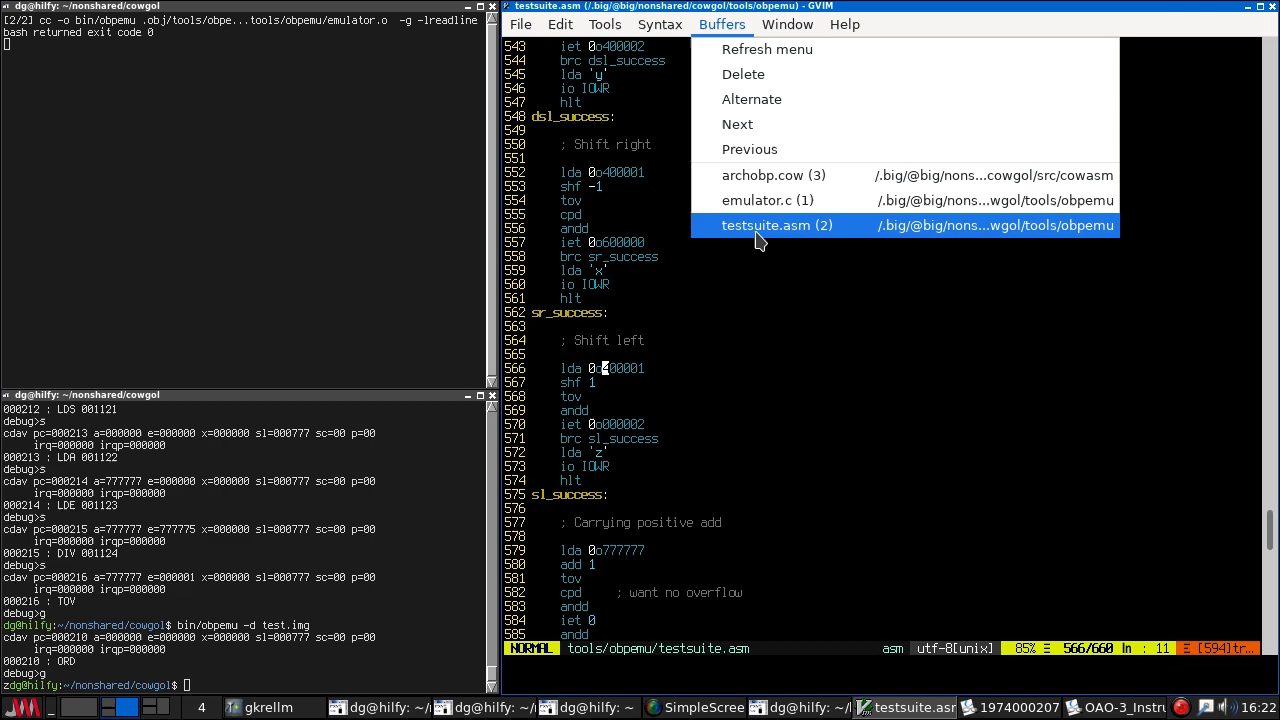 dg@hilfy: ~/nonshared/cowgol
[2/23] cc -o bin/obpemu .obj/tools/obpe...tools/obpemu/emulator.o  -g -lreadline
bash returned exit code 0
dg@hilfy: ~/nonshared/cowgol
000212 : LDS 001121
debug>s
cdav pc=000213 a=000000 e=000000 x=000000 sl=000777 sc=00 p=00
irq=000000 irqp=000000
000213 : LDA 001122
debug>s
cdav pc=000214 a=777777 e=000000 x=000000 sl=000777 sc=00 p=00
irq=000000 irqp=000000
000214 : LDE 001123
debug>s
cdav pc=000215 a=777777 e=777775 x=000000 sl=000777 sc=00 p=00
irq=000000 irqp=000000
000215 : DIV 001124
debug>s
cdav pc=000216 a=777777 e=000001 x=000000 sl=000777 sc=00 p=00
irq=000000 irqp=000000
000216 : TOV
debug>g
dg@hilfy:~/nonshared/cowgol$ bin/obpemu -d test.img
cdav pc=000210 a=000000 e=000000 x=000000 sl=000777 sc=00 p=00
irq=000000 irqp=000000
000210 : ORD
debug>g
zdg@hilfy:~/nonshared/cowgol$
testsuite.asm (/.big/@big/nonshared/cowgol/tools/obpemu) - GVIM
File Edit Tools Syntax Buffers Window Help
Refresh menu
Delete
Alternate
Next
Previous
archobp.cow (3) /.big/@big/nons...cowgol/src/cowasm
emulator.c (1) /.big/@big/nons...wgol/tools/obpemu
testsuite.asm (2) /.big/@big/nons...wgol/tools/obpemu
543 iet 0o400002
544 brc dsl_success
545 lda 'y'
546 io IOWR
547 hlt
548 dsl_success:
549
550 ; Shift right
551
552 lda 0o400001
553 shf -1
554 tov
555 cpd
556 andd
557 iet 0o600000
558 brc sr_success
559 lda 'x'
560 io IOWR
561 hlt
562 sr_success:
563
564 ; Shift left
565
566 lda 0o400001
567 shf 1
568 tov
569 andd
570 iet 0o000002
571 brc sl_success
572 lda 'z'
573 io IOWR
574 hlt
575 sl_success:
576
577 ; Carrying positive add
578
579 lda 0o777777
580 add 1
581 tov
582 cpd ; want no overflow
583 andd
584 iet 0
585 andd
NORMAL tools/obpemu/testsuite.asm asm utf-8[unix] 85% Ξ 566/660 ln : 11 Ξ [594]tr…
4 gkrellm dg@hilfy: ~/ dg@hilfy: ~/ dg@hilfy: ~ SimpleScree dg@hilfy: ~/ testsuite.asr 1974000207 OAO-3_Instru 16:22